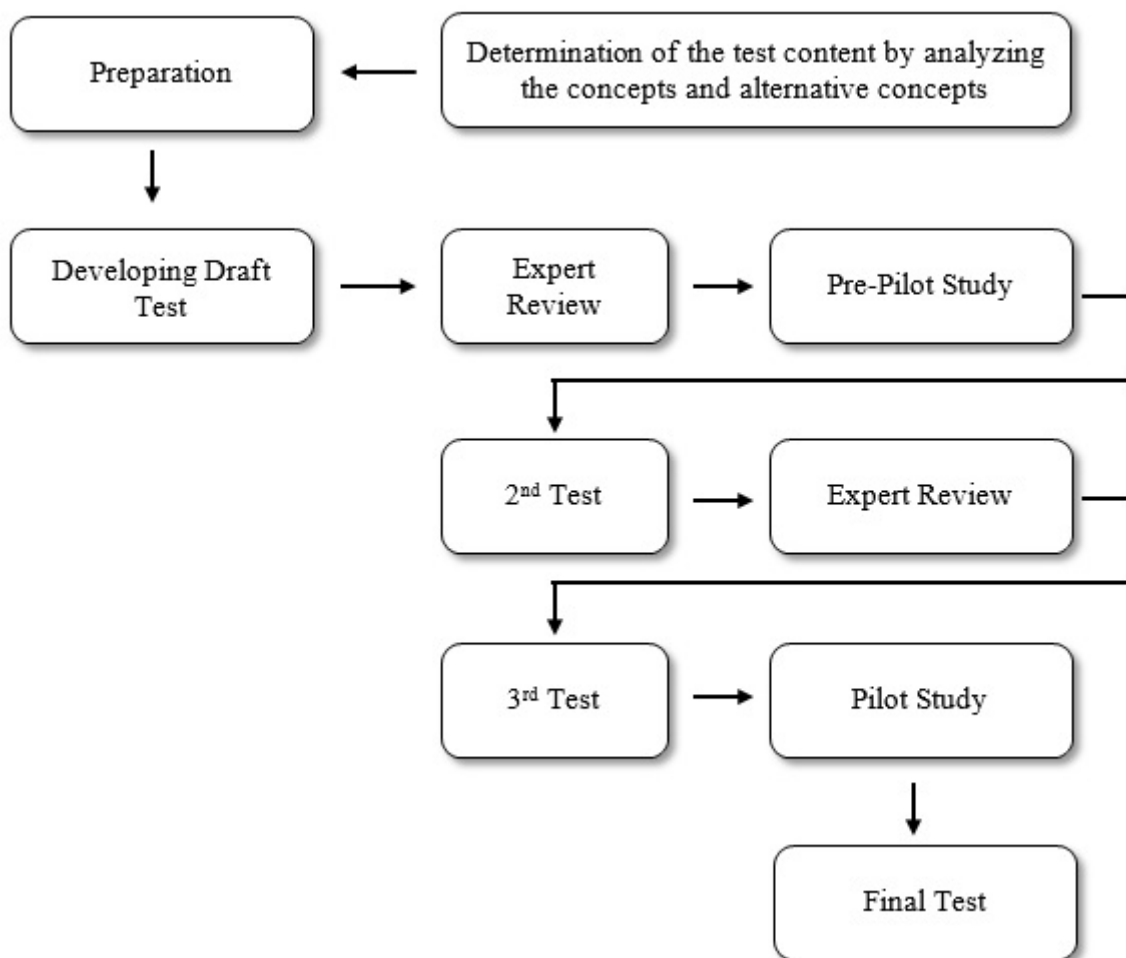 Preparation
Determination of the test content by analyzing
the concepts and alternative concepts
Developing Draft
Test
Expert
Review
Pre-Pilot Study
2nd Test
Expert Review
3rd Test
Pilot Study
Final Test